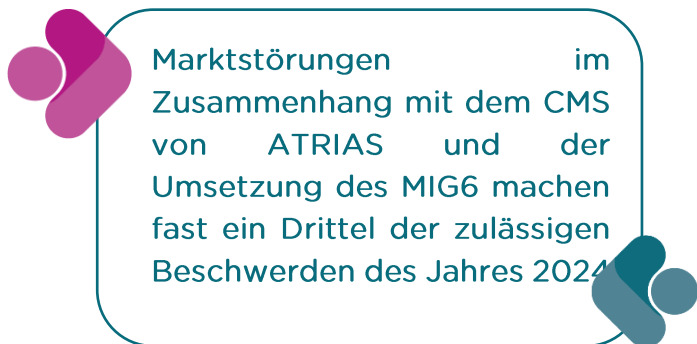 Marktstörungen im
Zusammenhang mit dem CMS
von ATRIAS und der
Umsetzung des MIG6 machen
fast ein Drittel der zulässigen
Beschwerden des Jahres 2024